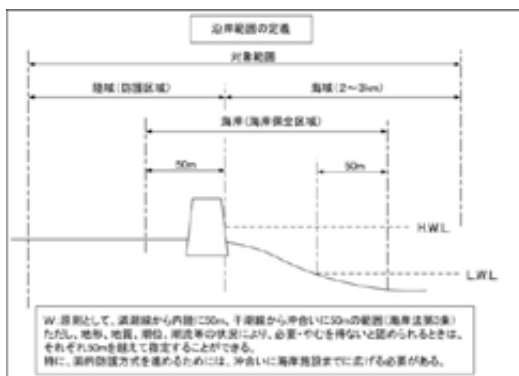 沿岸範囲の定義
対象範囲
陸域(防護区域)
海域(2～3km)
海岸(海岸保全区域)
50m
50m
H.W.L.
L.W.L.
原則として、満潮線から内陸に50m、干潮線から沖合いに50mの範囲(海岸法第3条)
ただし、地形、地質、潮位、潮流等の状況により、必要・やむを得ないと認められるときは、
それぞれ50mを越えて指定することができる。
特に、面的防護方式を進めるためには、沖合いに海岸施設までに広げる必要がある。